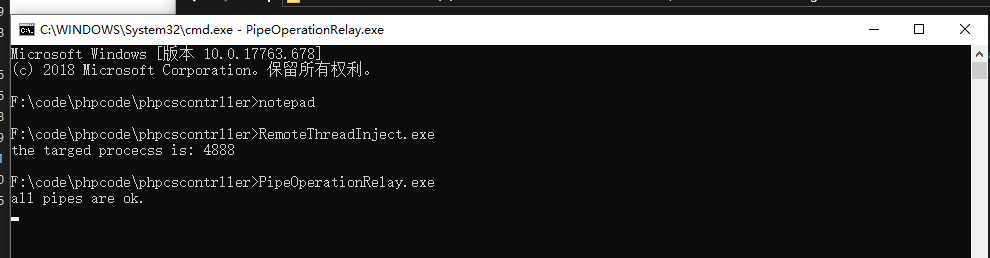 C:\WINDOWS\System32\cmd.exe - PipeOperationRelay.exe
Microsoft Windows [版本 10.0.17763.678]
(c) 2018 Microsoft Corporation。保留所有权利。
F:\code\phpcode\phpcscontrller>notepad
F:\code\phpcode\phpcscontrller>RemoteThreadInject.exe
the targed procecss is: 4888
F:\code\phpcode\phpcscontrller>PipeOperationRelay.exe
all pipes are ok.